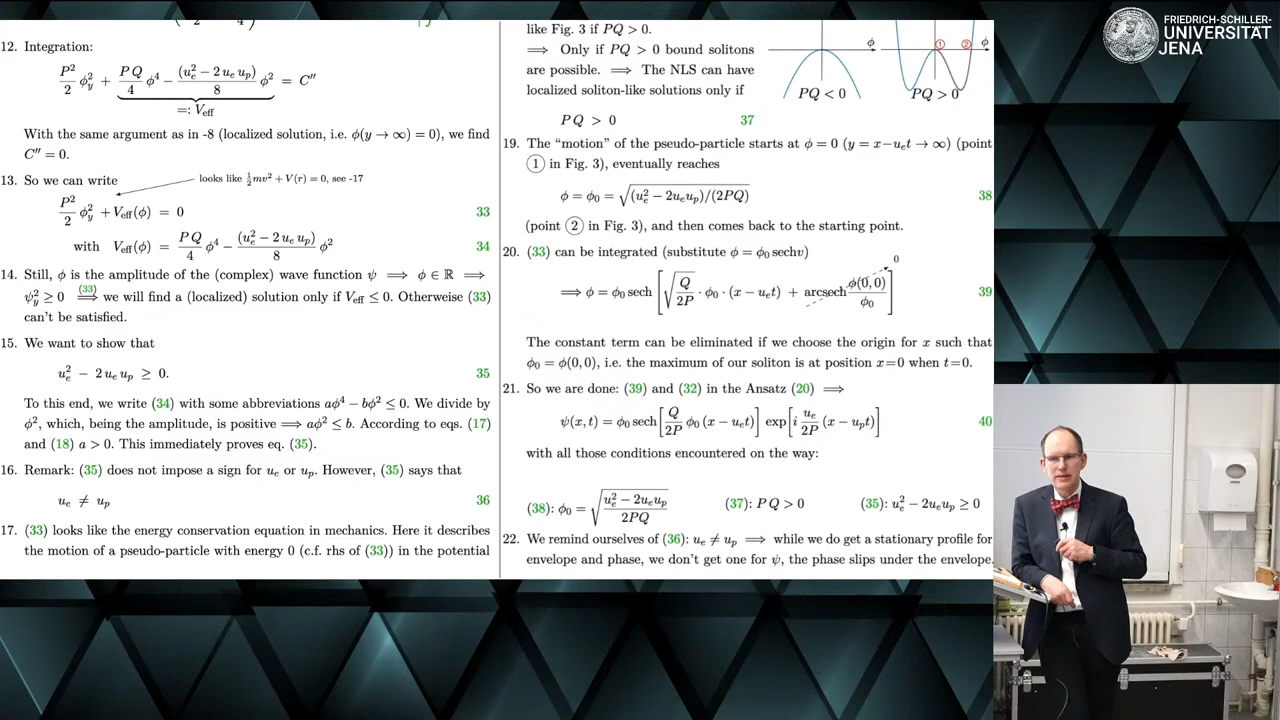 12. Integration:
P²/2 ϕ_y² + PQ/4 ϕ⁴ − (u_e² − 2 u_e u_p)/8 ϕ² = C″
=: V_eff
With the same argument as in -8 (localized solution, i.e. ϕ(y → ∞) = 0), we find
C″ = 0.
13. So we can write
looks like ½mv² + V(r) = 0, see -17
P²/2 ϕ_y² + V_eff(ϕ) = 0 33
with V_eff(ϕ) = PQ/4 ϕ⁴ − (u_e² − 2 u_e u_p)/8 ϕ² 34
14. Still, ϕ is the amplitude of the (complex) wave function ψ ⟹ ϕ ∈ ℝ ⟹
ψ_y² ≥ 0 (33)⟹ we will find a (localized) solution only if V_eff ≤ 0. Otherwise (33)
can't be satisfied.
15. We want to show that
u_e² − 2 u_e u_p ≥ 0. 35
To this end, we write (34) with some abbreviations aϕ⁴ − bϕ² ≤ 0. We divide by
ϕ², which, being the amplitude, is positive ⟹ aϕ² ≤ b. According to eqs. (17)
and (18) a > 0. This immediately proves eq. (35).
16. Remark: (35) does not impose a sign for u_e or u_p. However, (35) says that
u_e ≠ u_p 36
17. (33) looks like the energy conservation equation in mechanics. Here it describes
the motion of a pseudo-particle with energy 0 (c.f. rhs of (33)) in the potential
like Fig. 3 if PQ > 0.
⟹ Only if PQ > 0 bound solitons
are possible. ⟹ The NLS can have
localized soliton-like solutions only if
PQ > 0 37
ϕ
PQ < 0
① ② ϕ
PQ > 0
19. The “motion” of the pseudo-particle starts at ϕ = 0 (y = x − u_e t → ∞) (point
① in Fig. 3), eventually reaches
ϕ = ϕ₀ = √((u_e² − 2u_e u_p)/(2PQ)) 38
(point ② in Fig. 3), and then comes back to the starting point.
20. (33) can be integrated (substitute ϕ = ϕ₀ sech v)
⟹ ϕ = ϕ₀ sech [√(Q/2P) · ϕ₀ · (x − u_e t) + arcsech ϕ(0,0)/ϕ₀] 0 39
The constant term can be eliminated if we choose the origin for x such that
ϕ₀ = ϕ(0,0), i.e. the maximum of our soliton is at position x=0 when t=0.
21. So we are done: (39) and (32) in the Ansatz (20) ⟹
ψ(x,t) = ϕ₀ sech[Q/2P ϕ₀ (x − u_e t)] exp[i u_e/2P (x − u_p t)] 40
with all those conditions encountered on the way:
(38): ϕ₀ = √((u_e² − 2u_e u_p)/2PQ) (37): PQ > 0 (35): u_e² − 2u_e u_p ≥ 0
22. We remind ourselves of (36): u_e ≠ u_p ⟹ while we do get a stationary profile for
envelope and phase, we don't get one for ψ, the phase slips under the envelope.
FRIEDRICH-SCHILLER-
UNIVERSITÄT
JENA